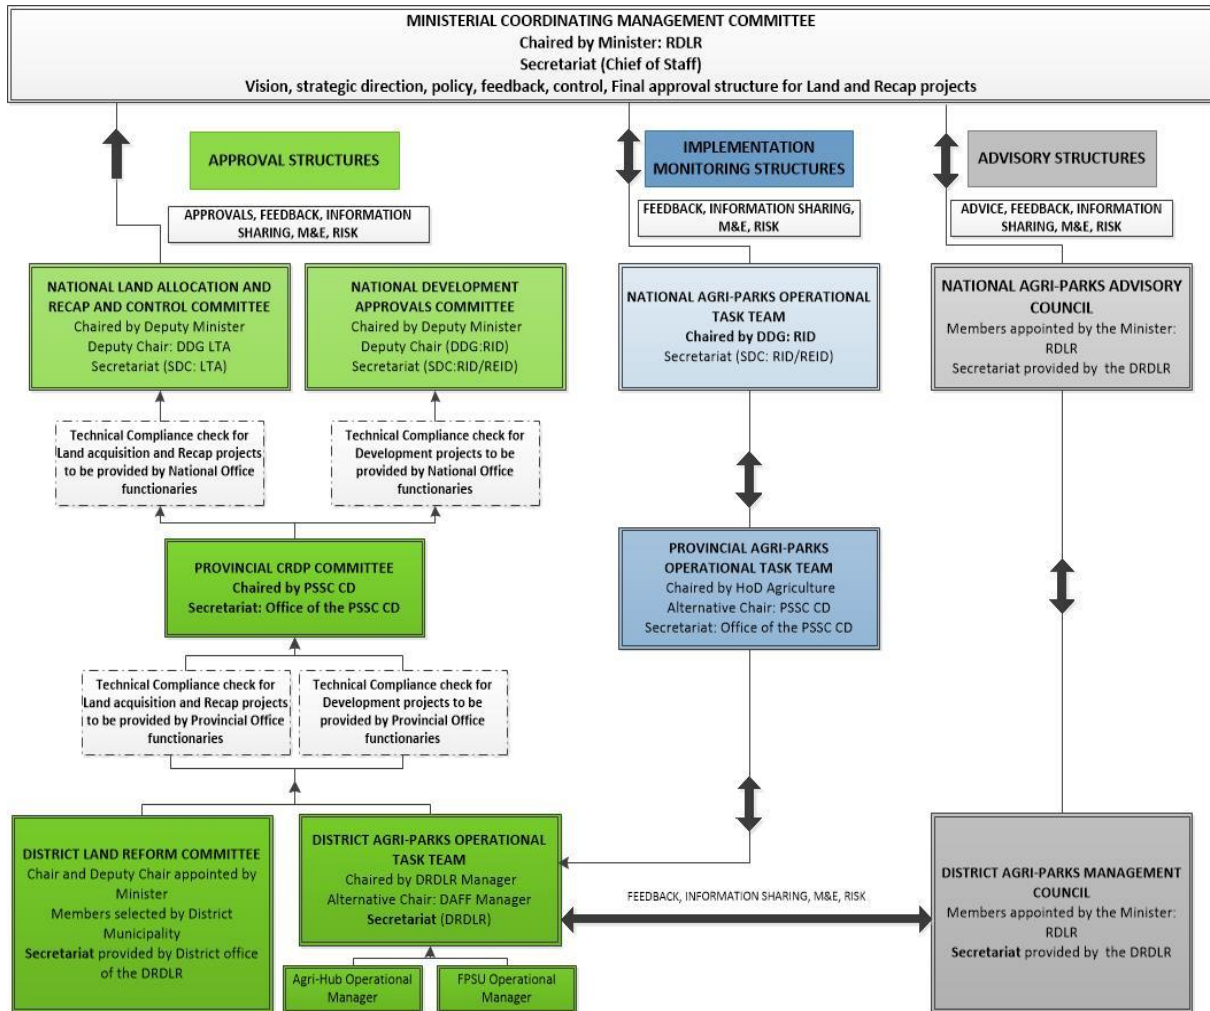 MINISTERIAL COORDINATING MANAGEMENT COMMITTEE
Chaired by Minister: RDLR
Secretariat (Chief of Staff)
Vision, strategic direction, policy, feedback, control, Final approval structure for Land and Recap projects
APPROVAL STRUCTURES
IMPLEMENTATION
MONITORING STRUCTURES
ADVISORY STRUCTURES
APPROVALS, FEEDBACK, INFORMATION
SHARING, M&E, RISK
FEEDBACK, INFORMATION SHARING,
M&E, RISK
ADVICE, FEEDBACK, INFORMATION
SHARING, M&E, RISK
NATIONAL LAND ALLOCATION AND
RECAP AND CONTROL COMMITTEE
Chaired by Deputy Minister
Deputy Chair: DDG LTA
Secretariat (SDC: LTA)
NATIONAL DEVELOPMENT
APPROVALS COMMITTEE
Chaired by Deputy Minister
Deputy Chair (DDG:RID)
Secretariat (SDC:RID/REID)
NATIONAL AGRI-PARKS OPERATIONAL
TASK TEAM
Chaired by DDG: RID
Secretariat (SDC: RID/REID)
NATIONAL AGRI-PARKS ADVISORY
COUNCIL
Members appointed by the Minister:
RDLR
Secretariat provided by the DRDLR
Technical Compliance check for
Land acquisition and Recap projects
to be provided by National Office
functionaries
Technical Compliance check for
Development projects to be
provided by National Office
functionaries
PROVINCIAL CRDP COMMITTEE
Chaired by PSSC CD
Secretariat: Office of the PSSC CD
PROVINCIAL AGRI-PARKS
OPERATIONAL TASK TEAM
Chaired by HoD Agriculture
Alternative Chair: PSSC CD
Secretariat: Office of the PSSC CD
Technical Compliance check for
Land acquisition and Recap projects
to be provided by Provincial Office
functionaries
Technical Compliance check for
Development projects to be
provided by Provincial Office
functionaries
DISTRICT LAND REFORM COMMITTEE
Chair and Deputy Chair appointed by
Minister
Members selected by District
Municipality
Secretariat provided by District office
of the DRDLR
DISTRICT AGRI-PARKS OPERATIONAL
TASK TEAM
Chaired by DRDLR Manager
Alternative Chair: DAFF Manager
Secretariat (DRDLR)
Agri-Hub Operational
Manager
FPSU Operational
Manager
FEEDBACK, INFORMATION SHARING, M&E, RISK
DISTRICT AGRI-PARKS MANAGEMENT
COUNCIL
Members appointed by the Minister:
RDLR
Secretariat provided by the DRDLR